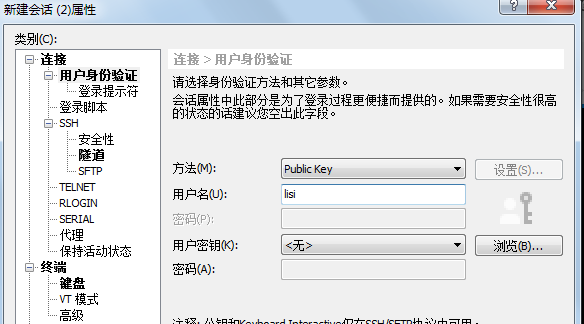 新建会话 (2)属性
类别(C):
连接
用户身份验证
登录提示符
登录脚本
SSH
安全性
隧道
SFTP
TELNET
RLOGIN
SERIAL
代理
保持活动状态
终端
键盘
VT 模式
高级
连接 > 用户身份验证
请选择身份验证方法和其它参数。
会话属性中此部分是为了登录过程更便捷而提供的。如果需要安全性很高
的状态的话建议您空出此字段。
方法(M):
Public Key
设置(S)...
用户名(U):
lisi
密码(P):
用户密钥(K):
<无>
浏览(B)...
密码(A):
注释: 公钥和Keyboard Interactive仅在SSH/SFTP协议中可用。